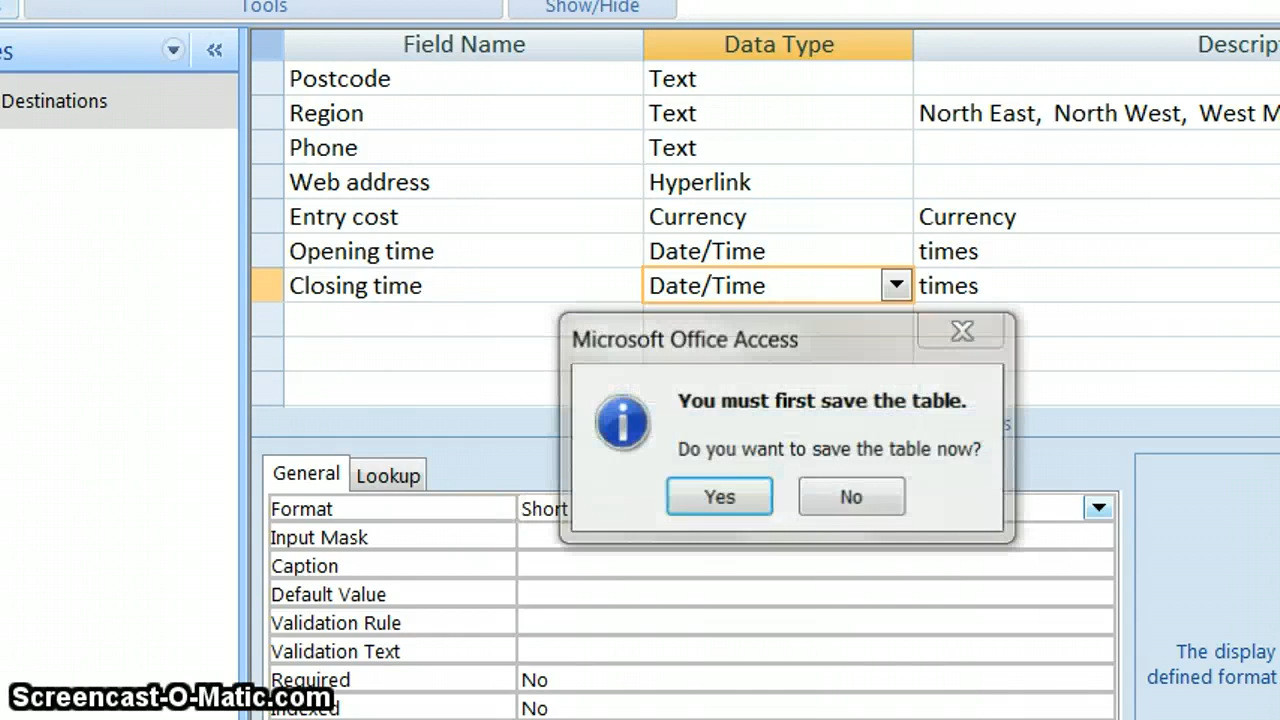 Tools Show/Hide
es
Destinations
Field Name Data Type Descrip
Postcode Text
Region Text North East, North West, West M
Phone Text
Web address Hyperlink
Entry cost Currency Currency
Opening time Date/Time times
Closing time Date/Time times
Microsoft Office Access
You must first save the table.
Do you want to save the table now?
Yes No
s
General Lookup
Format Short
Input Mask
Caption
Default Value
Validation Rule
Validation Text
Required No
Indexed No
The display
defined format
Screencast-O-Matic.com